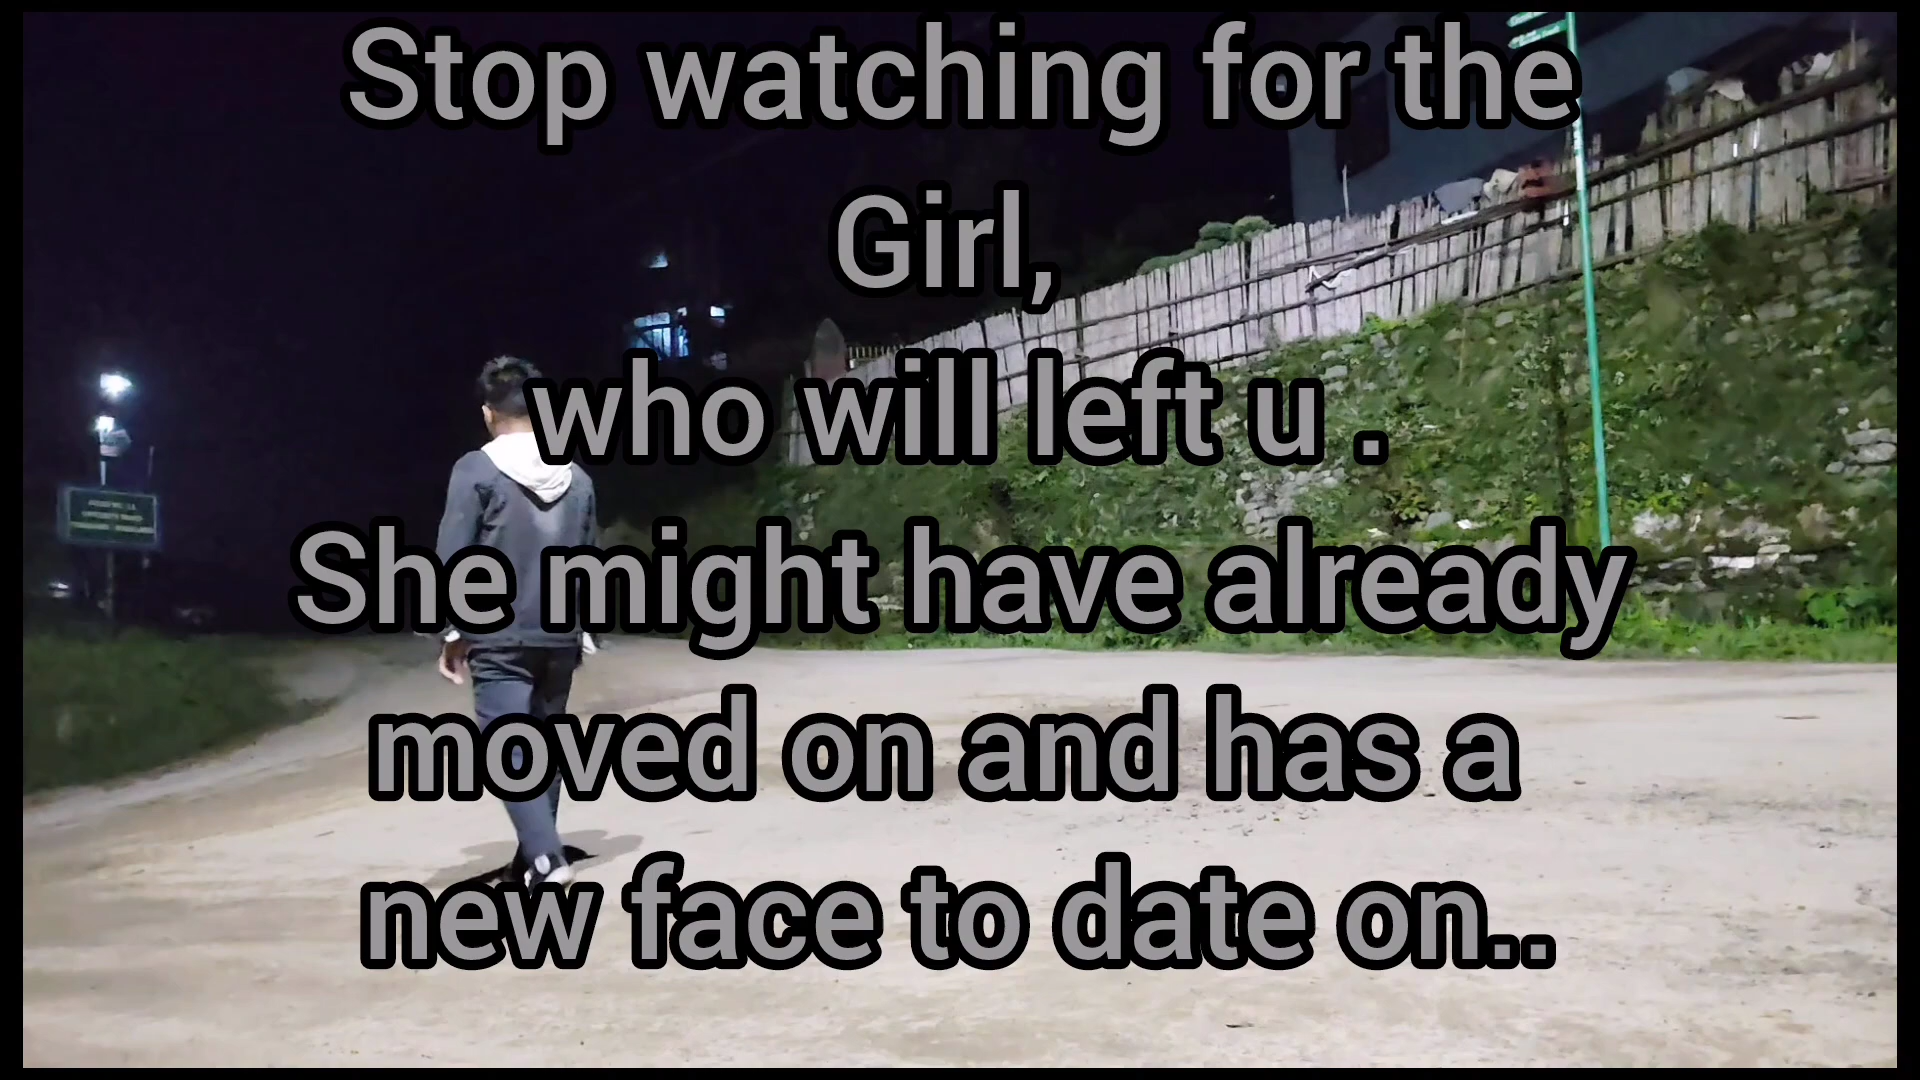 Stop watching for the
Girl,
who will left u .
She might have already
moved on and has a
new face to date on..